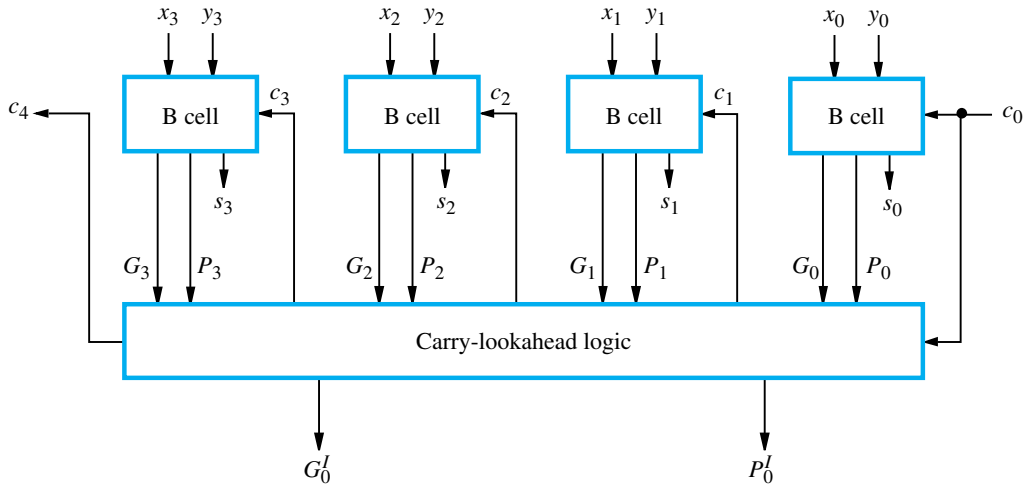 x₃ y₃ x₂ y₂ x₁ y₁ x₀ y₀
c₄ B cell c₃ B cell c₂ B cell c₁ B cell c₀
s₃ s₂ s₁ s₀
G₃ P₃ G₂ P₂ G₁ P₁ G₀ P₀
Carry-lookahead logic
G₀ᴵ P₀ᴵ